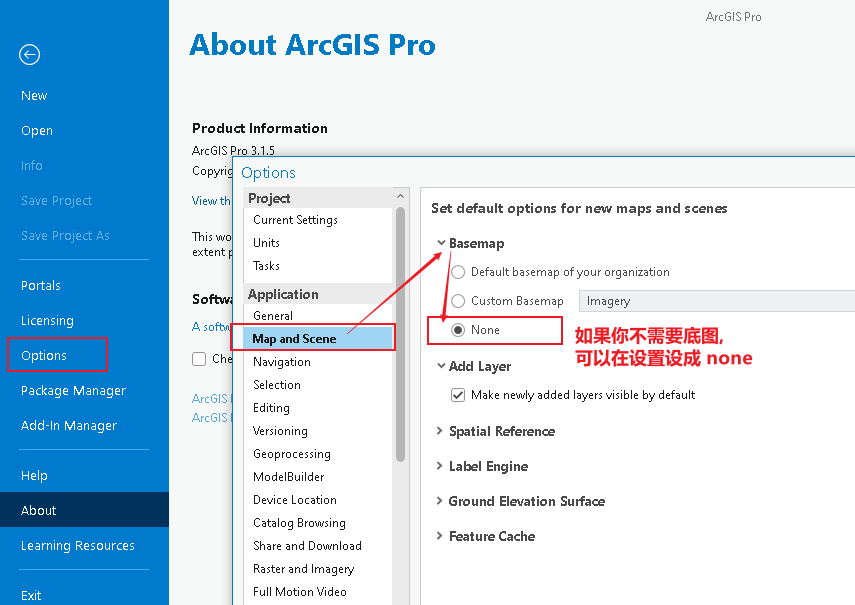 ArcGIS Pro
About ArcGIS Pro
New
Open
Info
Save Project
Save Project As
Portals
Licensing
Options
Package Manager
Add-In Manager
Help
About
Learning Resources
Exit
Product Information
ArcGIS Pro 3.1.5
Copyrig
View th
This wo
extent p
Softwa
A softw
Che
ArcGIS
ArcGIS
Options
Project
Current Settings
Units
Tasks
Application
General
Map and Scene
Navigation
Selection
Editing
Versioning
Geoprocessing
ModelBuilder
Device Location
Catalog Browsing
Share and Download
Raster and Imagery
Full Motion Video
Set default options for new maps and scenes
Basemap
Default basemap of your organization
Custom Basemap
Imagery
None
如果你不需要底图,
可以在设置设成 none
Add Layer
Make newly added layers visible by default
Spatial Reference
Label Engine
Ground Elevation Surface
Feature Cache